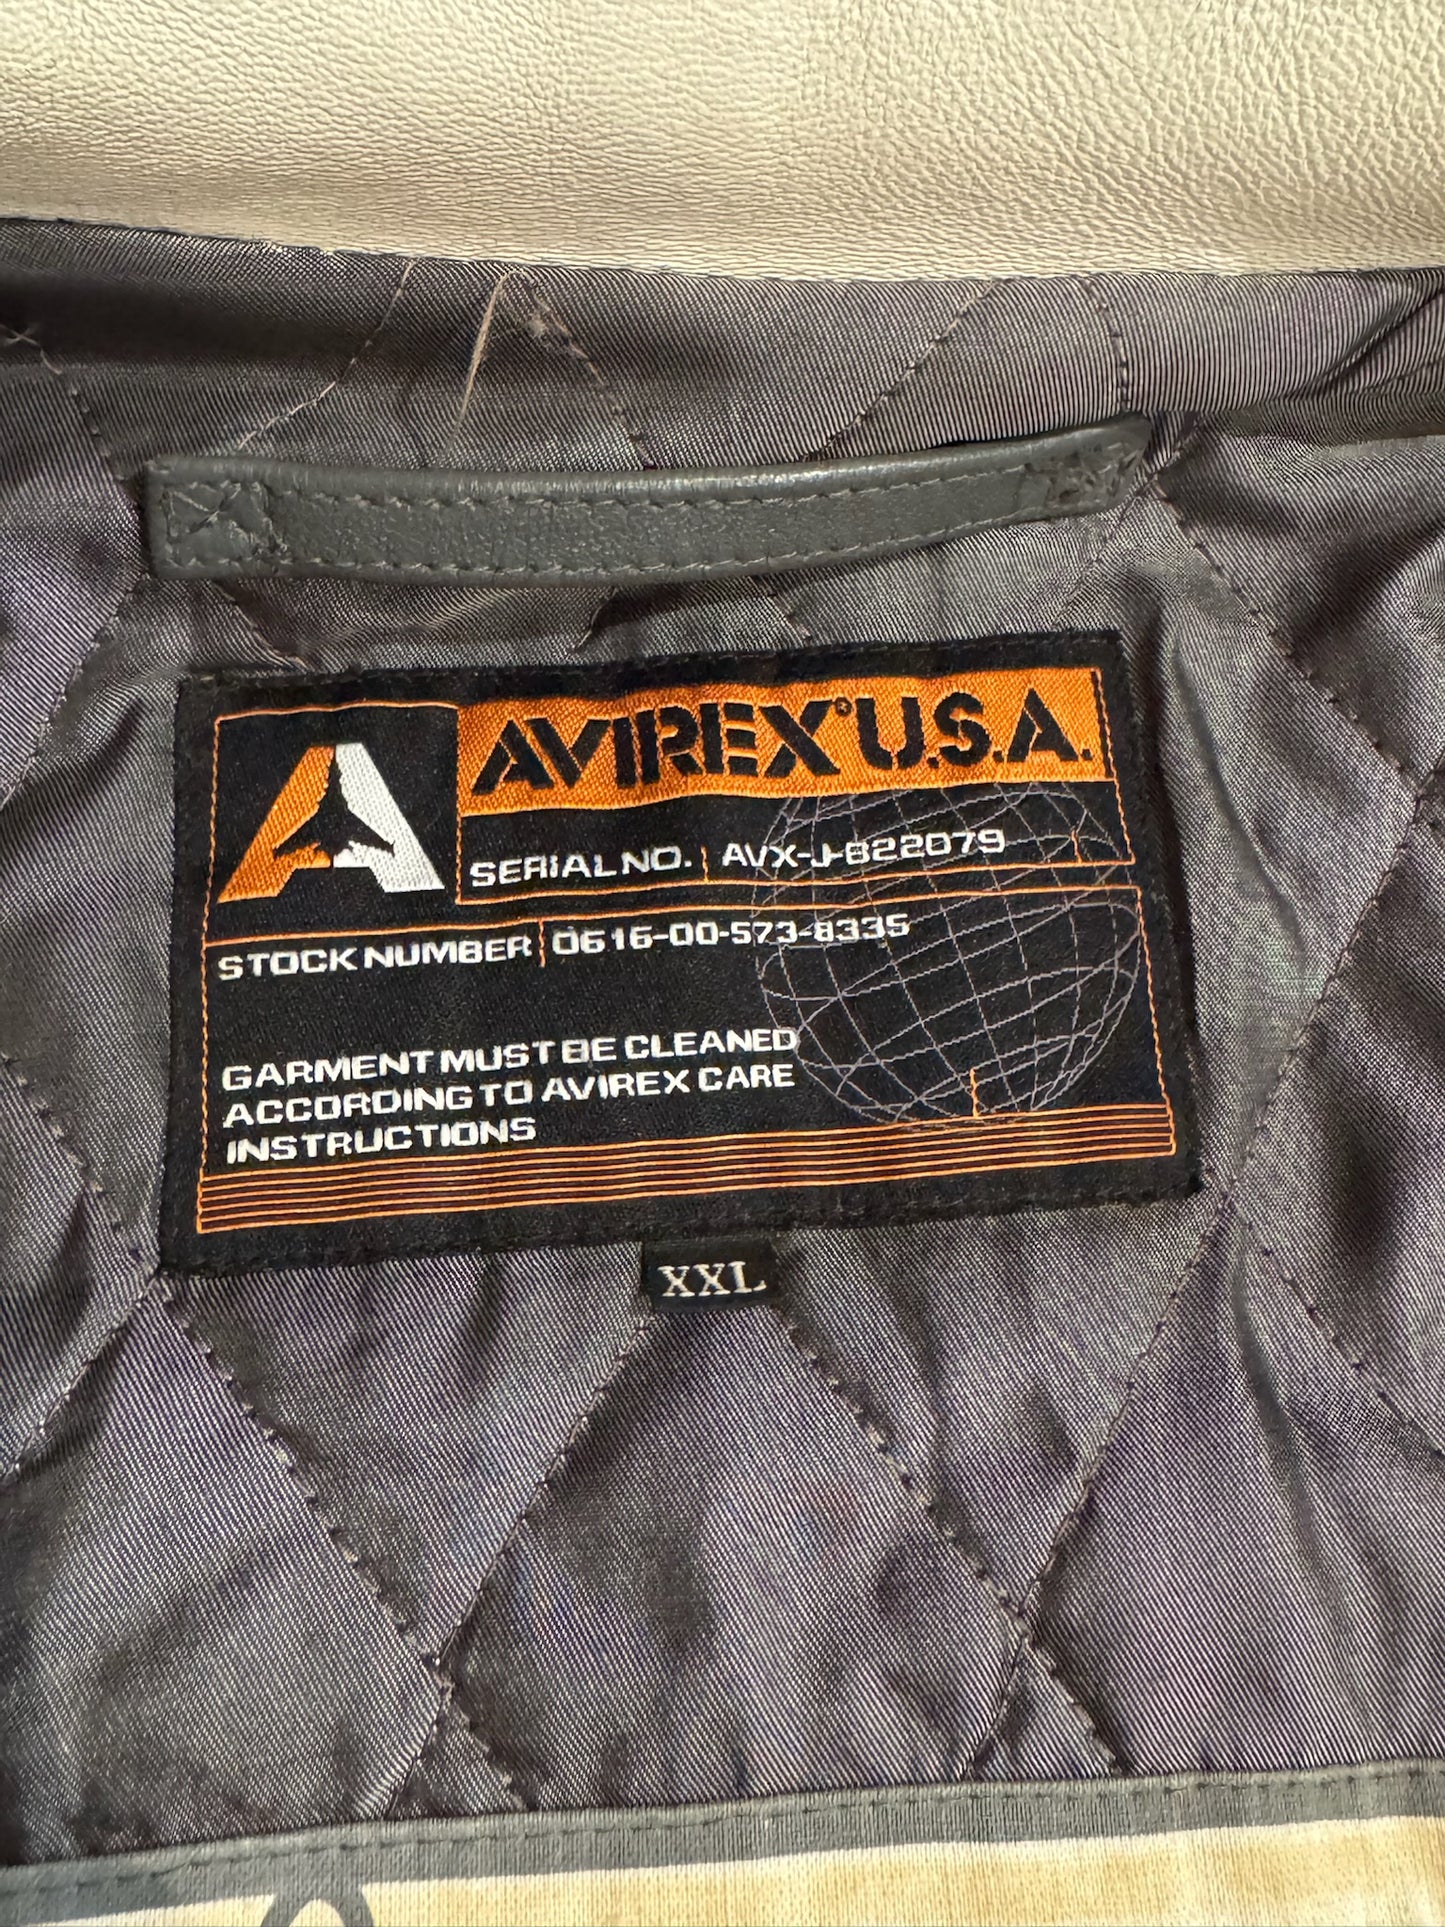 AVIREX® U.S.A.
SERIAL NO. AVX-J-822079
STOCK NUMBER 0616-00-573-8335
GARMENT MUST BE CLEANED
ACCORDING TO AVIREX CARE
INSTRUCTIONS
XXL